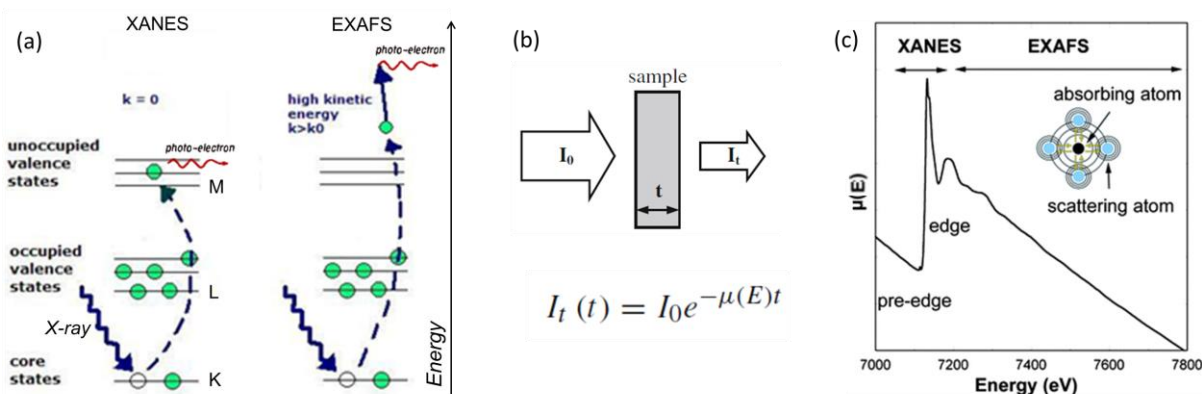 (a)
XANES
EXAFS
photo-electron
k = 0
high kinetic
energy
k>k0
unoccupied
valence
states
photo-electron
M
occupied
valence
states
L
X-ray
core
states
K
Energy
(b)
sample
I₀
Iₜ
t
Iₜ (t) = I₀e^{−μ(E)t}
(c)
XANES
EXAFS
absorbing atom
scattering atom
edge
pre-edge
μ(E)
7000 7200 7400 7600 7800
Energy (eV)